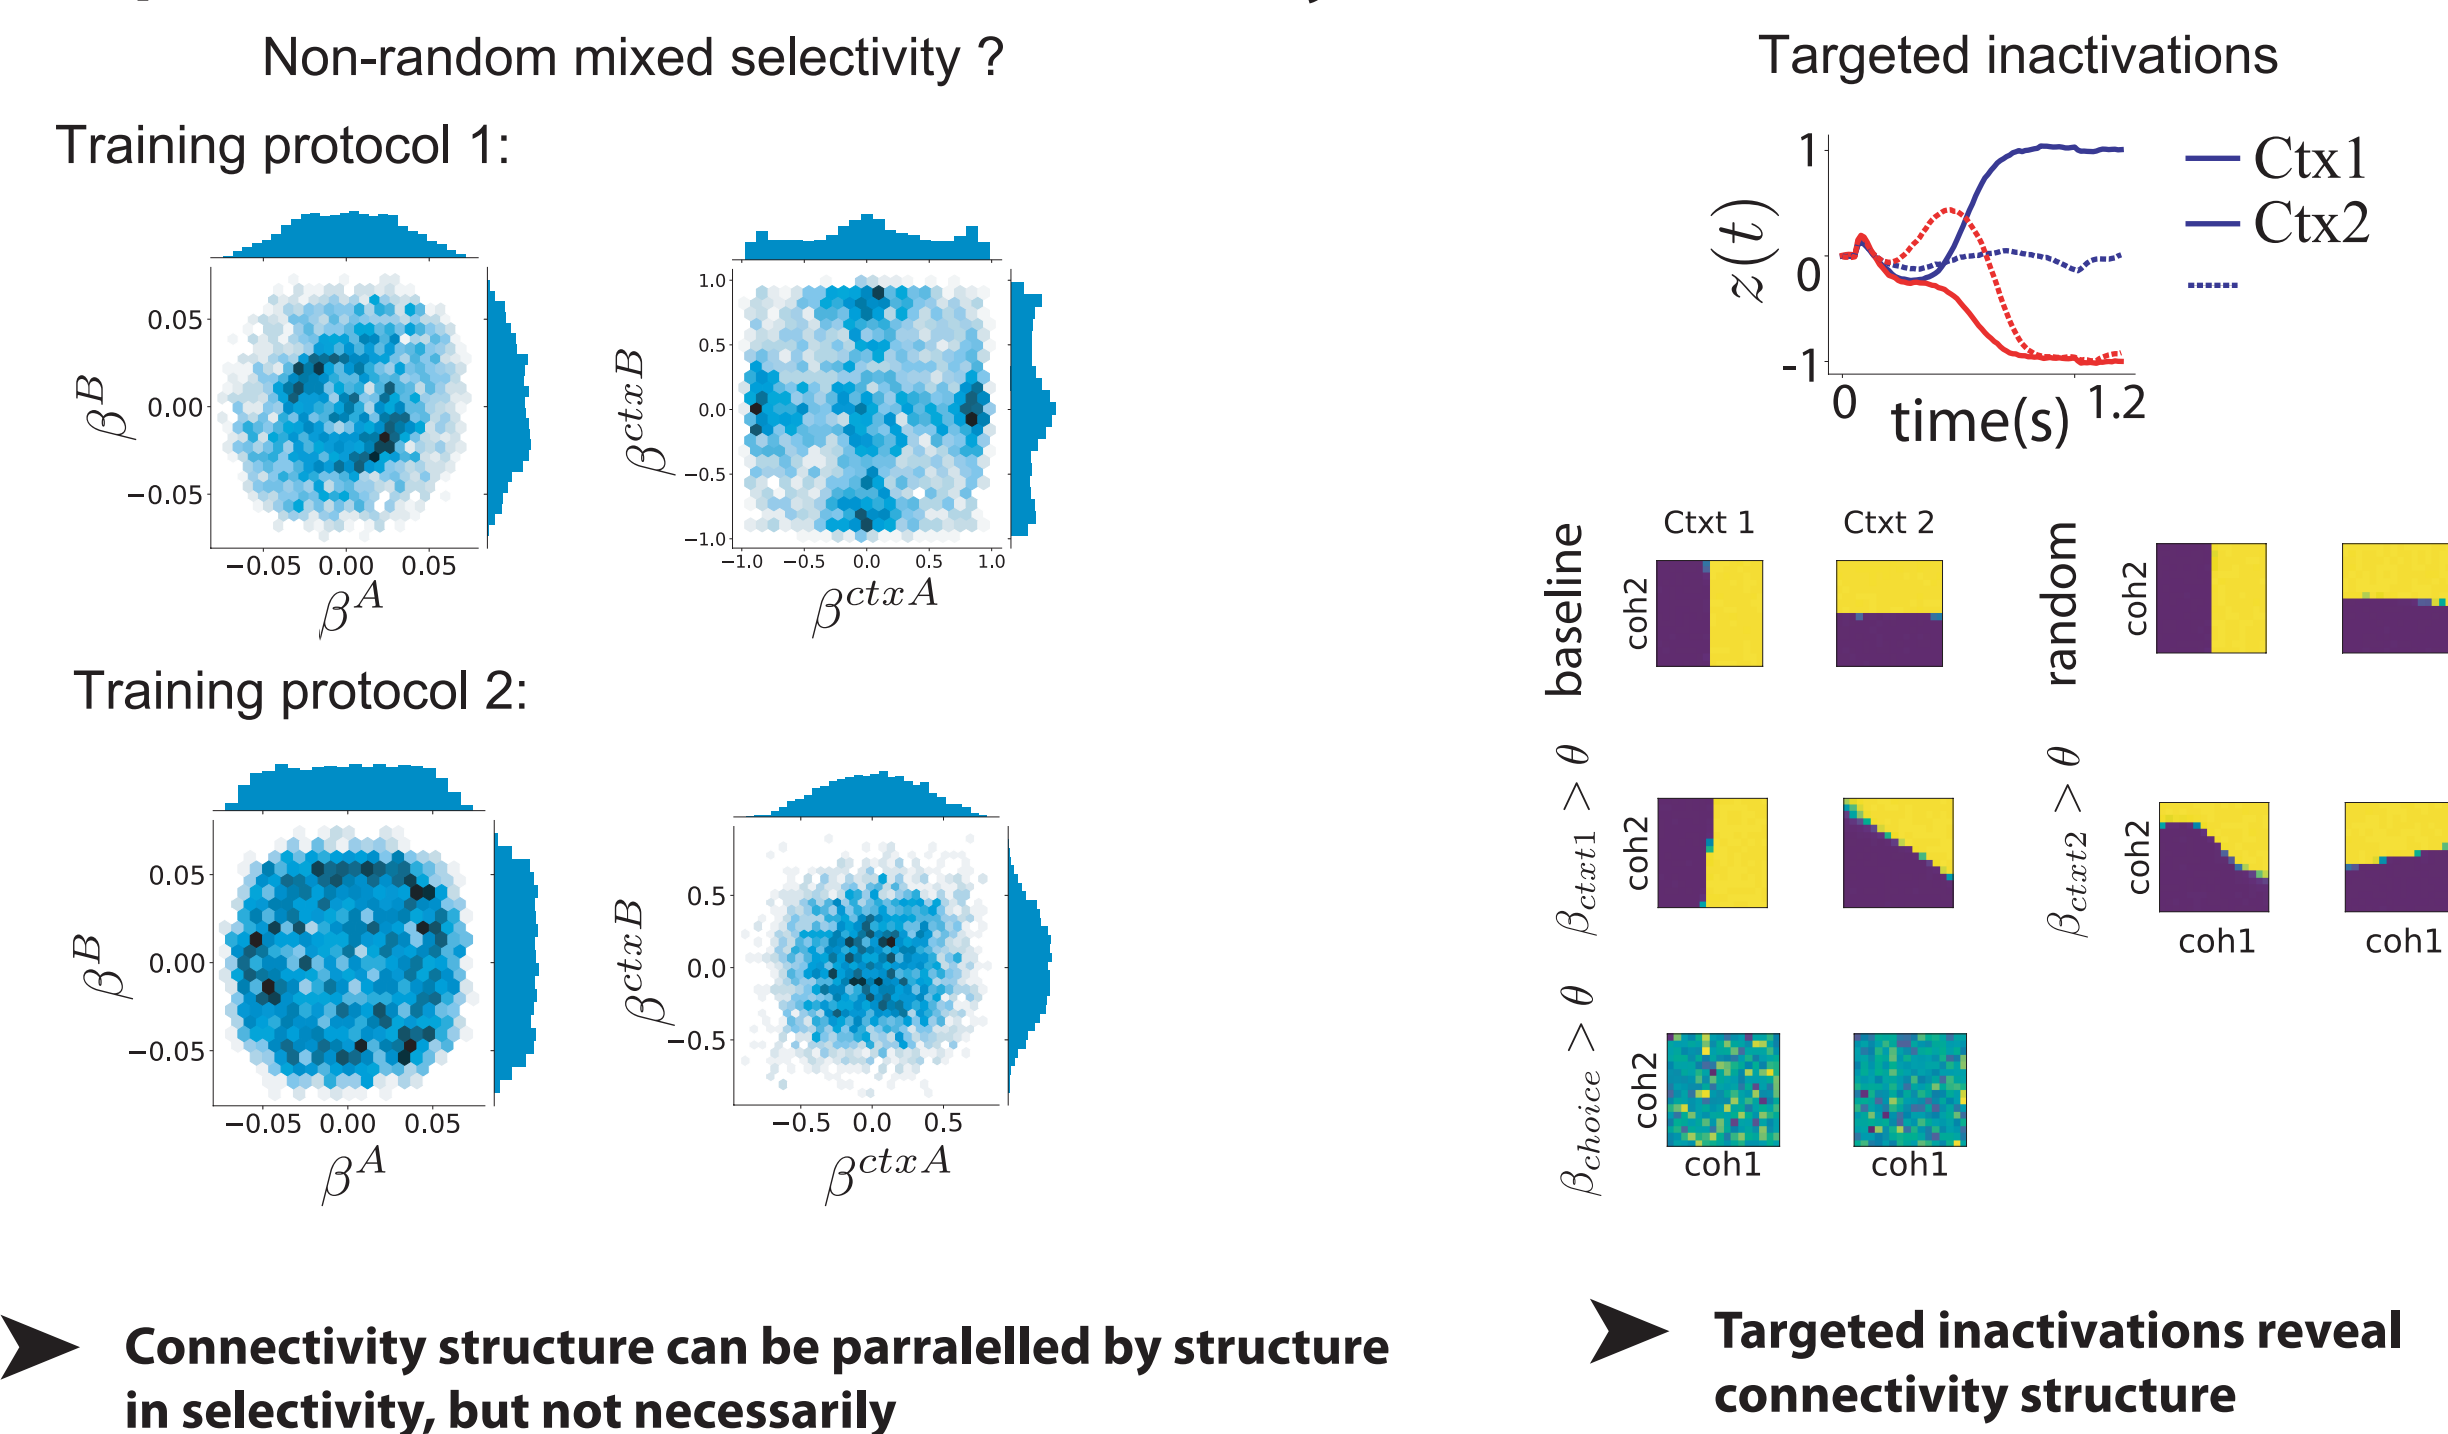 Non-random mixed selectivity ?
Training protocol 1:
0.05
0.00
−0.05
β^B
−0.05 0.00 0.05
β^A
1.0
0.5
0.0
−0.5
−1.0
β^ctxB
−1.0 −0.5 0.0 0.5 1.0
β^ctxA
Training protocol 2:
0.05
0.00
−0.05
β^B
−0.05 0.00 0.05
β^A
0.5
0.0
−0.5
β^ctxB
−0.5 0.0 0.5
β^ctxA
Connectivity structure can be parralelled by structure
in selectivity, but not necessarily
Targeted inactivations
1
0
-1
z(t)
0
1.2
time(s)
Ctx1
Ctx2
Ctxt 1
Ctxt 2
baseline
coh2
random
coh2
β_ctxt1 > θ
coh2
β_ctxt2 > θ
coh2
coh1
coh1
β_choice > θ
coh2
coh1
coh1
Targeted inactivations reveal
connectivity structure